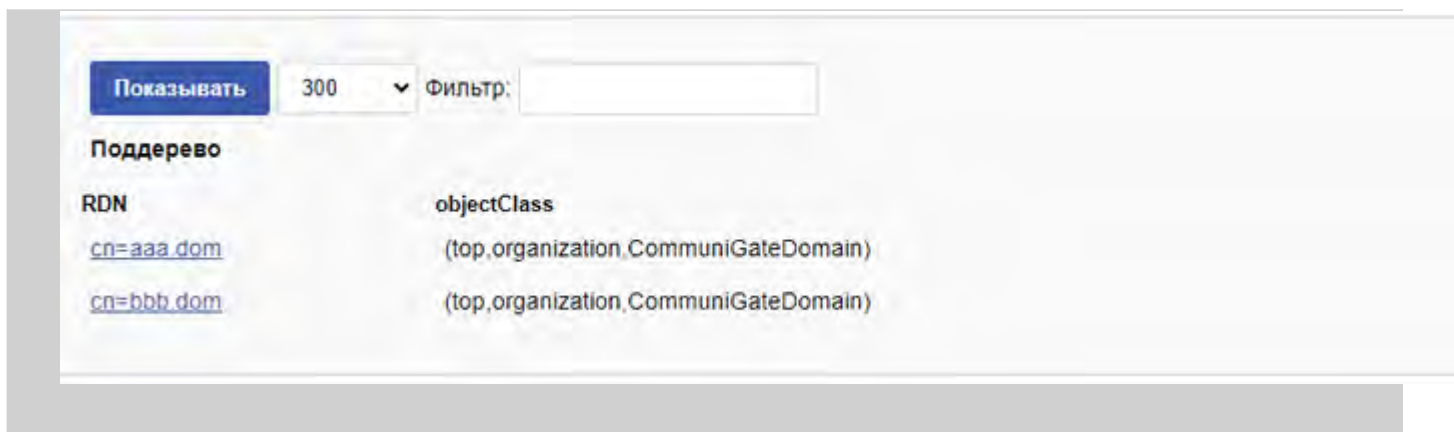 Показывать 300 Фильтр:
Поддерево
RDN objectClass
cn=aaa.dom (top,organization,CommuniGateDomain)
cn=bbb.dom (top,organization,CommuniGateDomain)